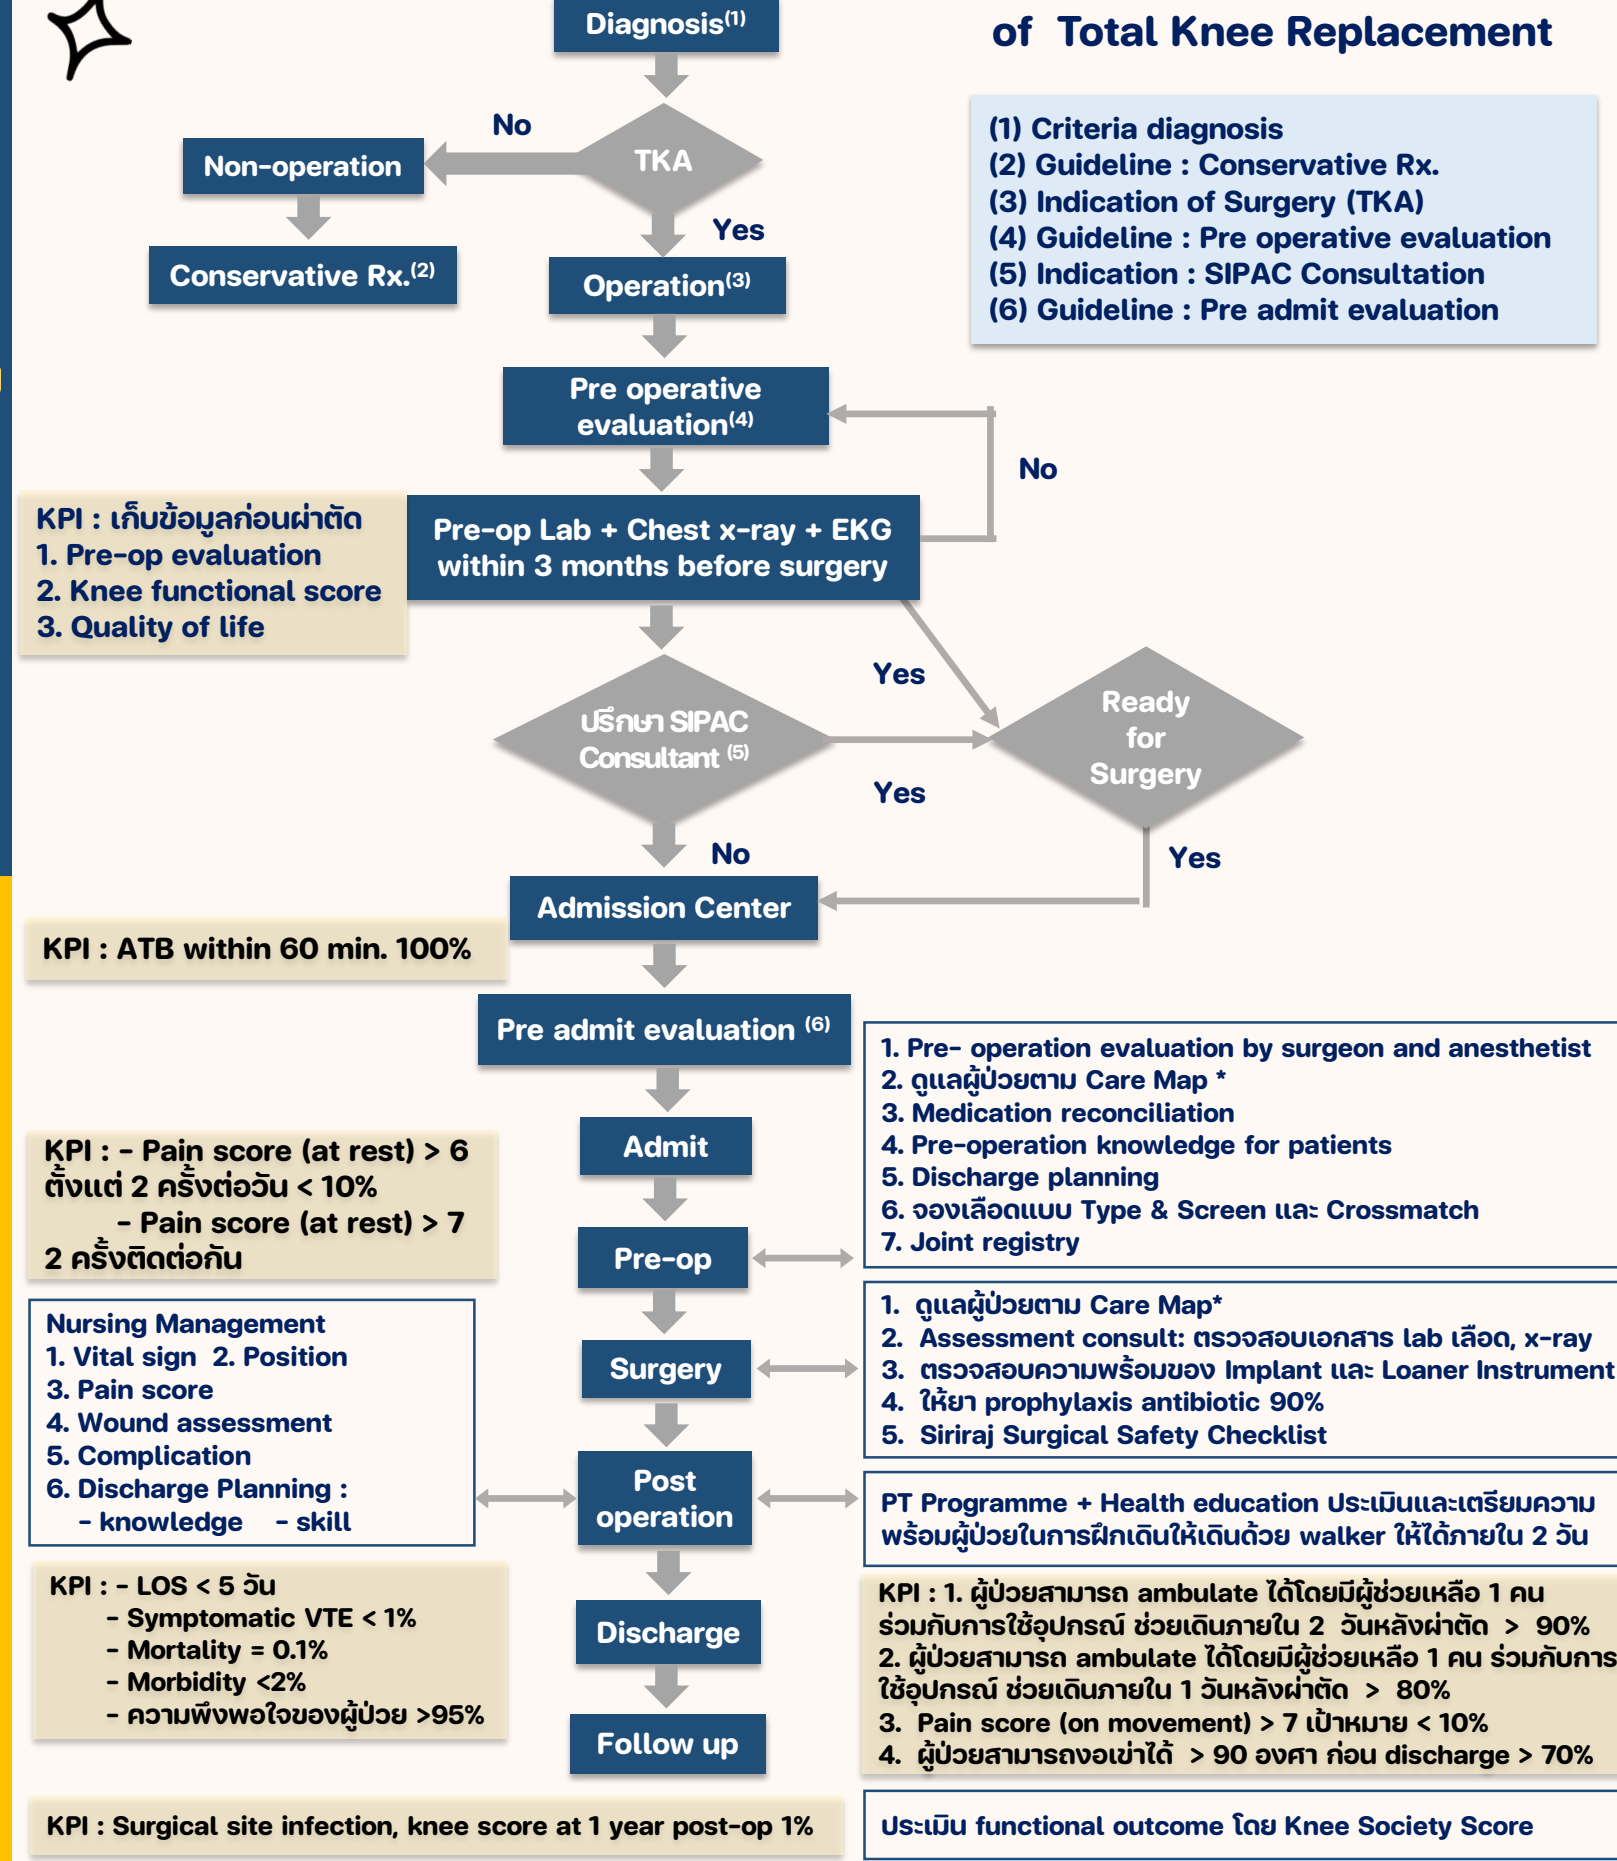 of Total Knee Replacement
Diagnosis(1)
(1) Criteria diagnosis
(2) Guideline : Conservative Rx.
(3) Indication of Surgery (TKA)
(4) Guideline : Pre operative evaluation
(5) Indication : SIPAC Consultation
(6) Guideline : Pre admit evaluation
TKA
No
Non-operation
Conservative Rx.(2)
Yes
Operation(3)
Pre operative
evaluation(4)
No
KPI : เก็บข้อมูลก่อนผ่าตัด
1. Pre-op evaluation
2. Knee functional score
3. Quality of life
Pre-op Lab + Chest x-ray + EKG
within 3 months before surgery
Yes
ปรึกษา SIPAC
Consultant (5)
Ready
for
Surgery
Yes
No
Yes
Admission Center
KPI : ATB within 60 min. 100%
Pre admit evaluation (6)
Admit
KPI : - Pain score (at rest) > 6
ตั้งแต่ 2 ครั้งต่อวัน < 10%
- Pain score (at rest) > 7
2 ครั้งติดต่อกัน
Pre-op
1. Pre- operation evaluation by surgeon and anesthetist
2. ดูแลผู้ป่วยตาม Care Map *
3. Medication reconciliation
4. Pre-operation knowledge for patients
5. Discharge planning
6. จองเลือดแบบ Type & Screen และ Crossmatch
7. Joint registry
Surgery
1. ดูแลผู้ป่วยตาม Care Map*
2. Assessment consult: ตรวจสอบเอกสาร lab เลือด, x-ray
3. ตรวจสอบความพร้อมของ Implant และ Loaner Instrument
4. ให้ยา prophylaxis antibiotic 90%
5. Siriraj Surgical Safety Checklist
Nursing Management
1. Vital sign 2. Position
3. Pain score
4. Wound assessment
5. Complication
6. Discharge Planning :
- knowledge - skill
Post
operation
PT Programme + Health education ประเมินและเตรียมความ
พร้อมผู้ป่วยในการฝึกเดินให้เดินด้วย walker ให้ได้ภายใน 2 วัน
KPI : - LOS < 5 วัน
- Symptomatic VTE < 1%
- Mortality = 0.1%
- Morbidity <2%
- ความพึงพอใจของผู้ป่วย >95%
Discharge
KPI : 1. ผู้ป่วยสามารถ ambulate ได้โดยมีผู้ช่วยเหลือ 1 คน
ร่วมกับการใช้อุปกรณ์ ช่วยเดินภายใน 2 วันหลังผ่าตัด > 90%
2. ผู้ป่วยสามารถ ambulate ได้โดยมีผู้ช่วยเหลือ 1 คน ร่วมกับการ
ใช้อุปกรณ์ ช่วยเดินภายใน 1 วันหลังผ่าตัด > 80%
3. Pain score (on movement) > 7 เป้าหมาย < 10%
4. ผู้ป่วยสามารถงอเข่าได้ > 90 องศา ก่อน discharge > 70%
Follow up
KPI : Surgical site infection, knee score at 1 year post-op 1%
ประเมิน functional outcome โดย Knee Society Score